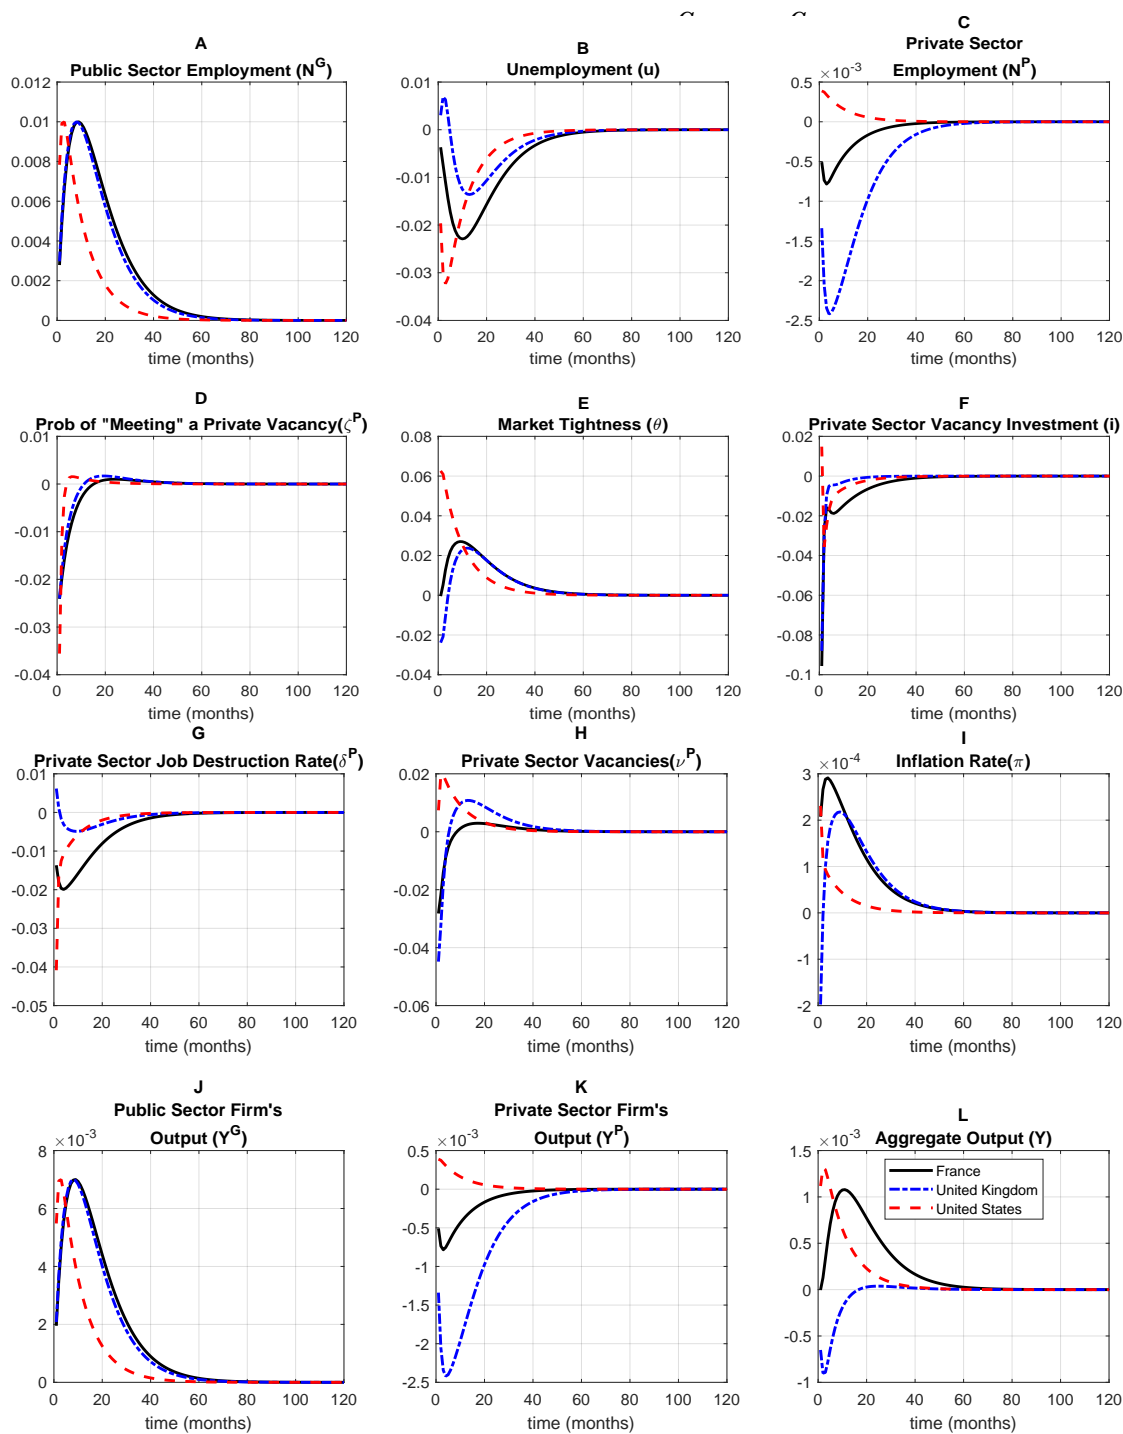 A
Public Sector Employment (N^G)
0.012
0.01
0.008
0.006
0.004
0.002
0
0 20 40 60 80 100 120
time (months)
B
Unemployment (u)
0.01
0
-0.01
-0.02
-0.03
-0.04
0 20 40 60 80 100 120
time (months)
C
Private Sector
Employment (N^P)
×10^-3
0.5
0
-0.5
-1
-1.5
-2
-2.5
0 20 40 60 80 100 120
time (months)
D
Prob of "Meeting" a Private Vacancy(ζ^P)
0.01
0
-0.01
-0.02
-0.03
-0.04
0 20 40 60 80 100 120
time (months)
E
Market Tightness (θ)
0.08
0.06
0.04
0.02
0
-0.02
-0.04
0 20 40 60 80 100 120
time (months)
F
Private Sector Vacancy Investment (i)
0.02
0
-0.02
-0.04
-0.06
-0.08
-0.1
0 20 40 60 80 100 120
time (months)
G
Private Sector Job Destruction Rate(δ^P)
0.01
0
-0.01
-0.02
-0.03
-0.04
-0.05
0 20 40 60 80 100 120
time (months)
H
Private Sector Vacancies(ν^P)
0.02
0
-0.02
-0.04
-0.06
0 20 40 60 80 100 120
time (months)
I
Inflation Rate(π)
×10^-4
3
2
1
0
-1
-2
0 20 40 60 80 100 120
time (months)
J
Public Sector Firm's
Output (Y^G)
×10^-3
8
6
4
2
0
0 20 40 60 80 100 120
time (months)
K
Private Sector Firm's
Output (Y^P)
×10^-3
0.5
0
-0.5
-1
-1.5
-2
-2.5
0 20 40 60 80 100 120
time (months)
L
Aggregate Output (Y)
×10^-3
1.5
1
0.5
0
-0.5
-1
France
United Kingdom
United States
0 20 40 60 80 100 120
time (months)